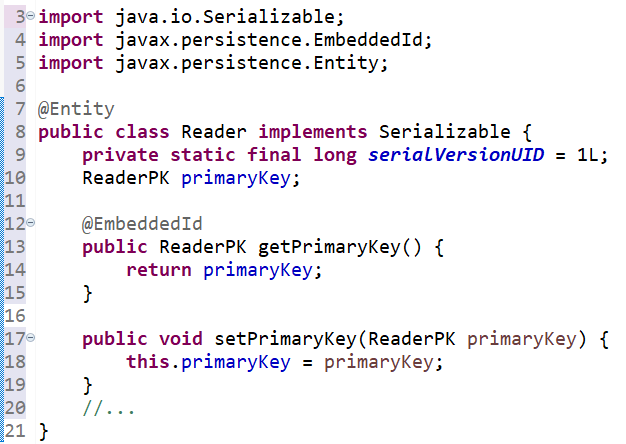 3 import java.io.Serializable;
4 import javax.persistence.EmbeddedId;
5 import javax.persistence.Entity;
6
7 @Entity
8 public class Reader implements Serializable {
9     private static final long serialVersionUID = 1L;
10     ReaderPK primaryKey;
11
12     @EmbeddedId
13     public ReaderPK getPrimaryKey() {
14         return primaryKey;
15     }
16
17     public void setPrimaryKey(ReaderPK primaryKey) {
18         this.primaryKey = primaryKey;
19     }
20     //...
21 }